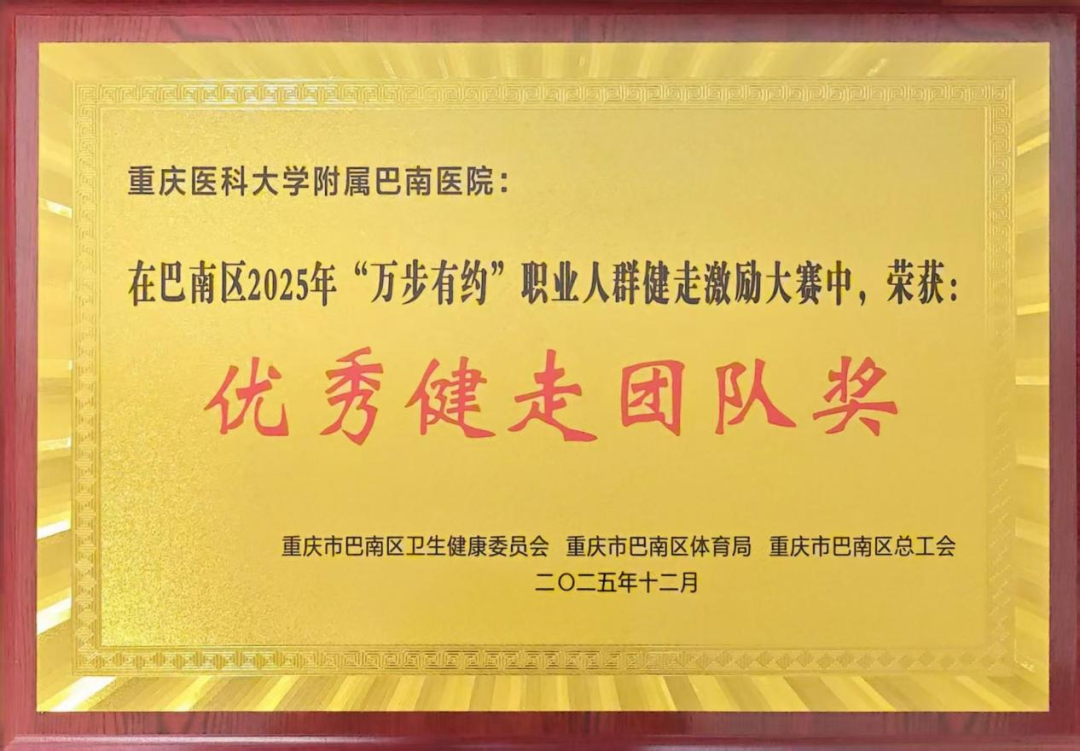 重庆医科大学附属巴南医院：
在巴南区2025年“万步有约”职业人群健走激励大赛中，荣获：
优秀健走团队奖
重庆市巴南区卫生健康委员会 重庆市巴南区体育局 重庆市巴南区总工会
二〇二五年十二月